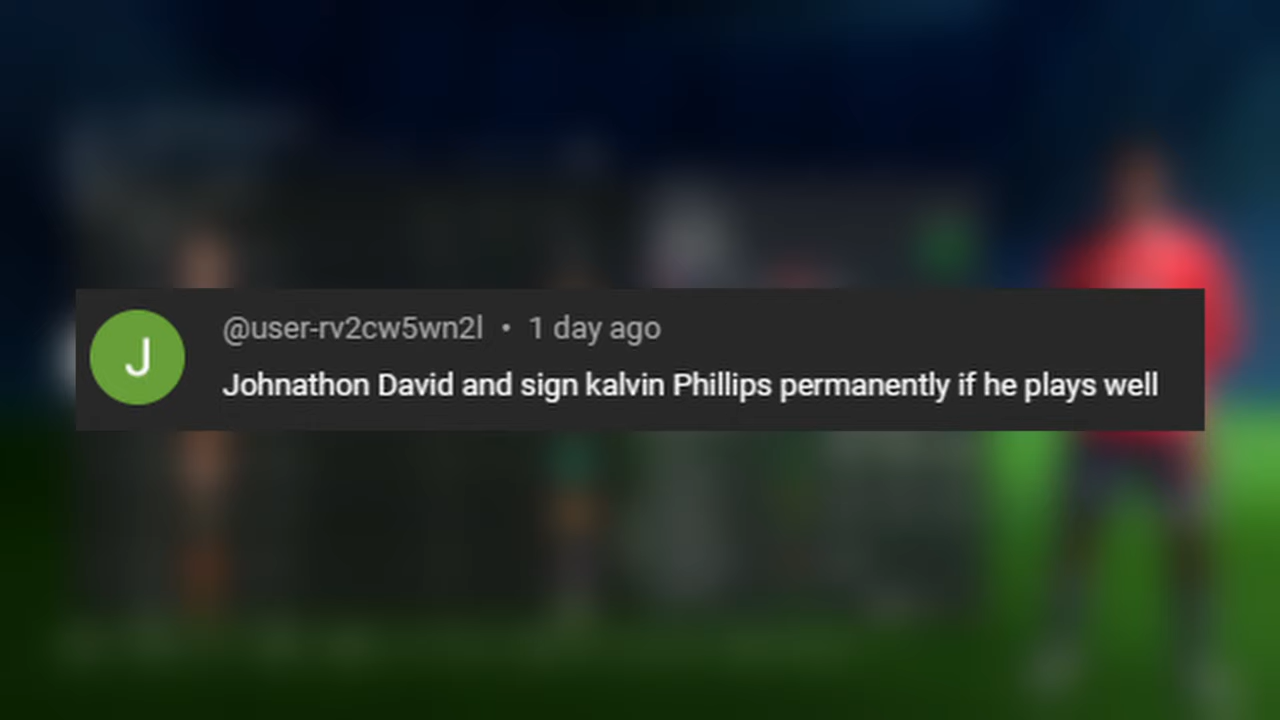 J
@user-rv2cw5wn2l • 1 day ago
Johnathon David and sign kalvin Phillips permanently if he plays well